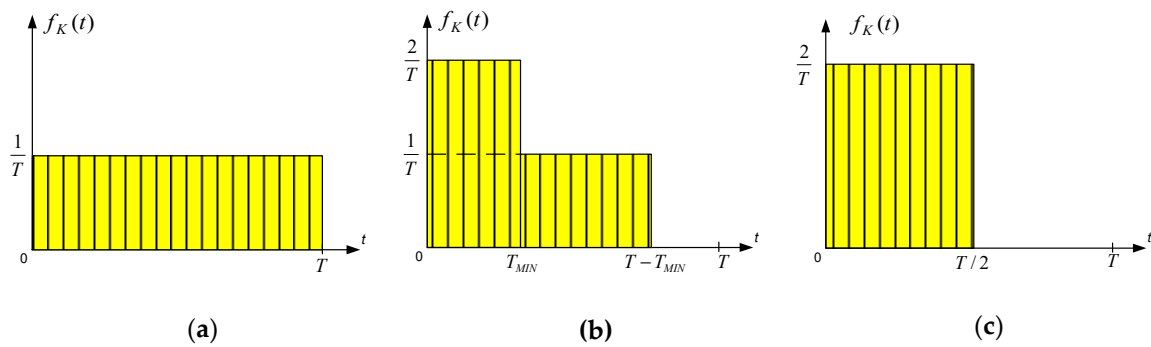 f_K(t)
1/T
0
T
t
(a)
f_K(t)
2/T
1/T
0
T_MIN
T − T_MIN
T
t
(b)
f_K(t)
2/T
0
T / 2
T
t
(c)